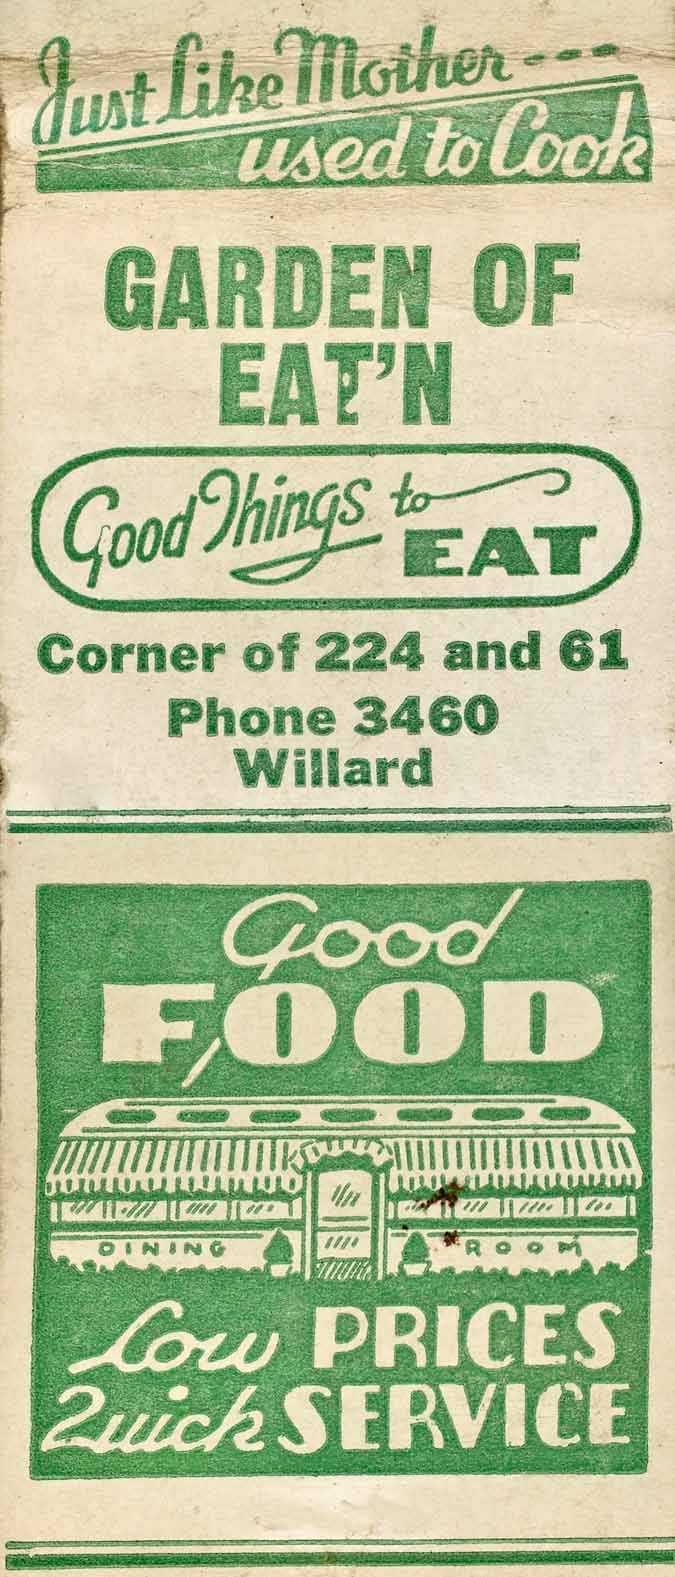 Just Like Mother ---
used to Cook
GARDEN OF
EAT'N
Good Things to
EAT
Corner of 224 and 61
Phone 3460
Willard
Good
FOOD
DINING ROOM
Low PRICES
Quick SERVICE